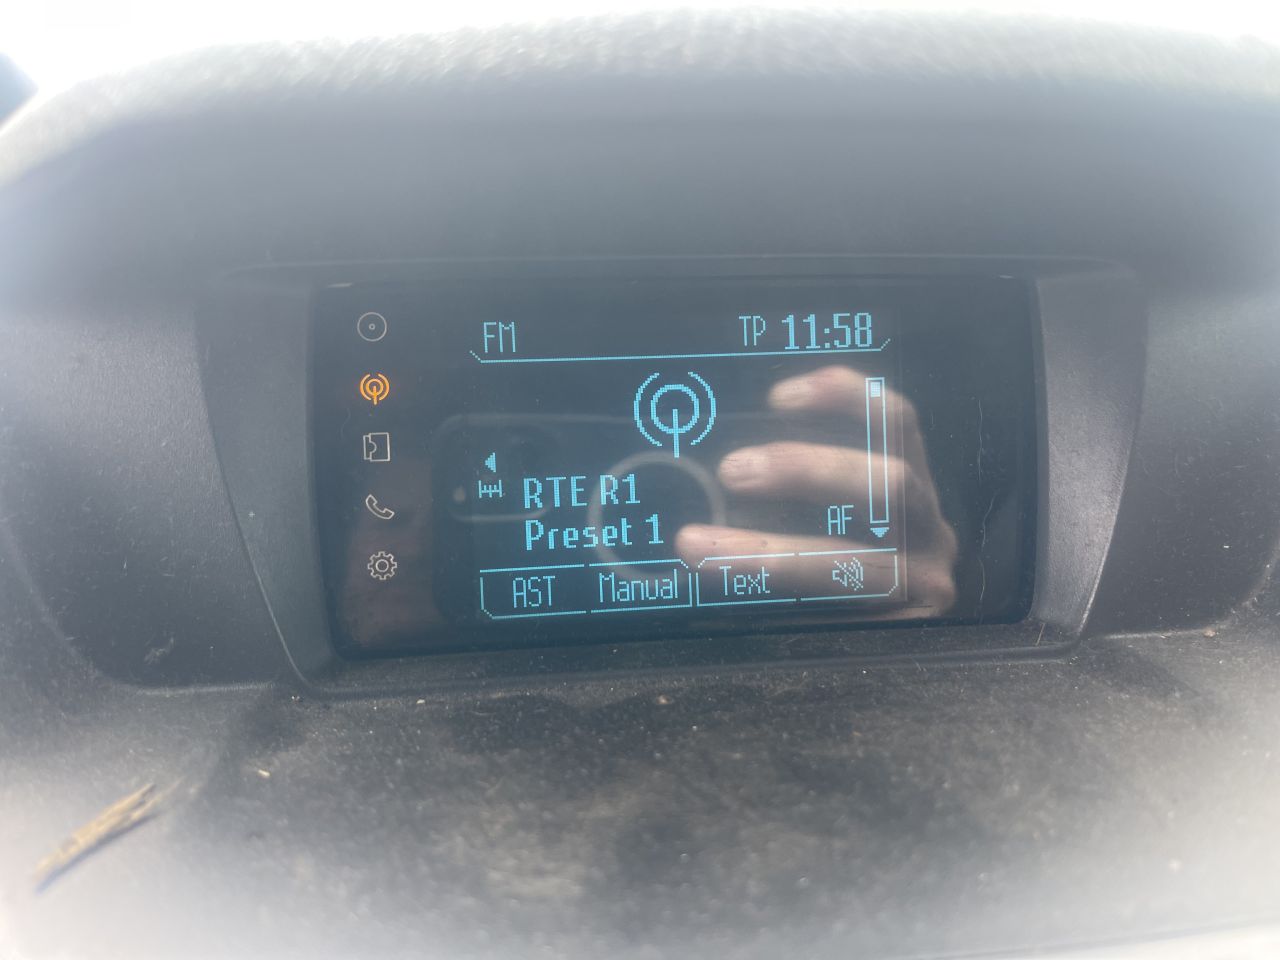 FM TP 11:58
RTE R1
Preset 1 AF
AST Manual Text